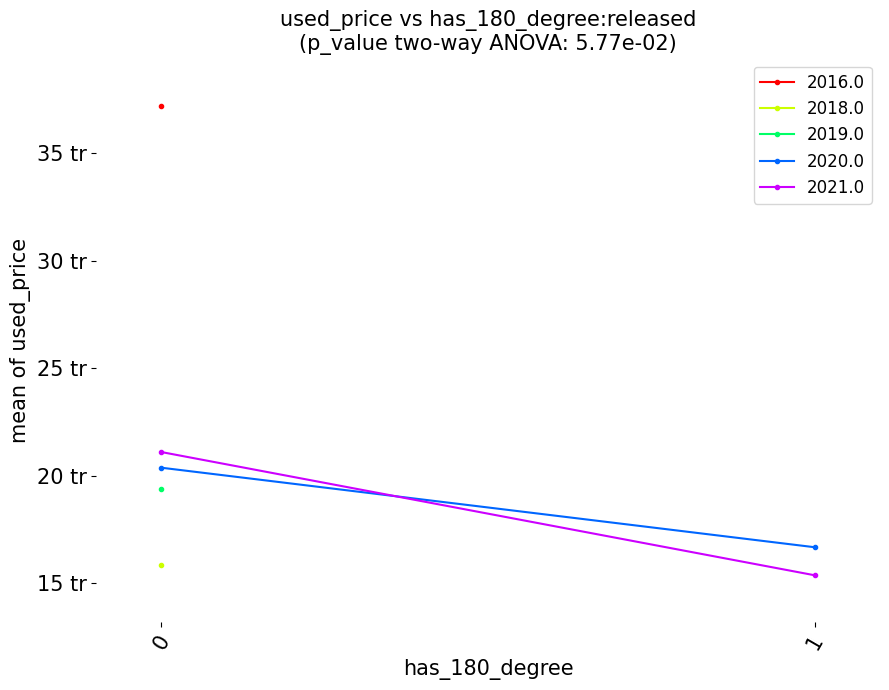 used_price vs has_180_degree:released
(p_value two-way ANOVA: 5.77e-02)
2016.0
2018.0
2019.0
2020.0
2021.0
mean of used_price
35 tr
30 tr
25 tr
20 tr
15 tr
0
1
has_180_degree